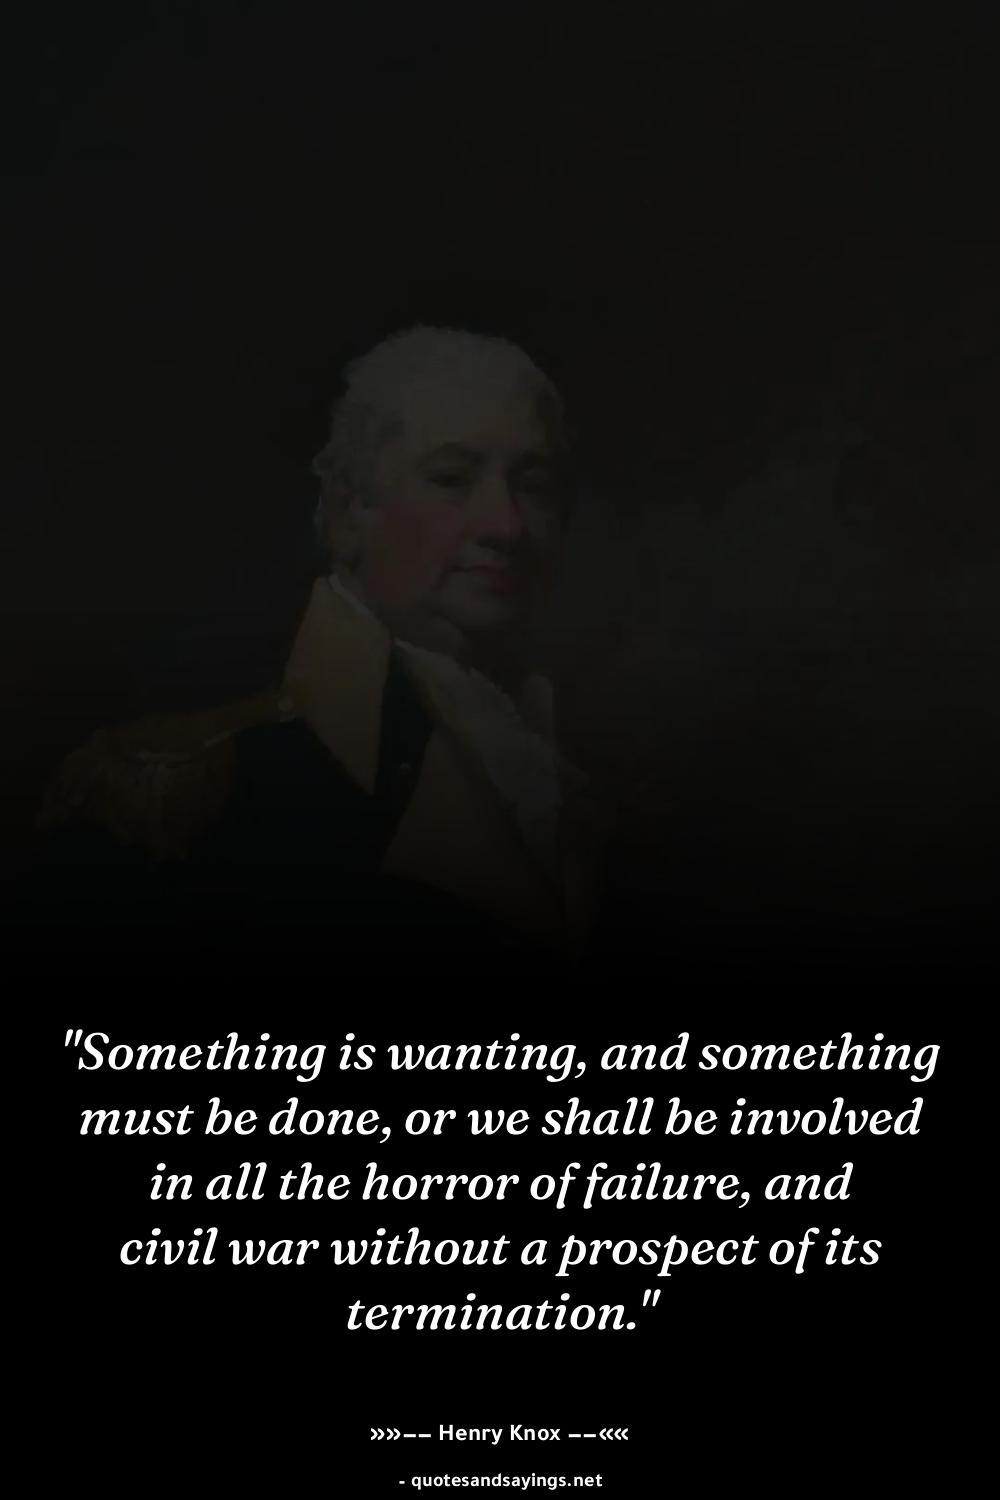 "Something is wanting, and something
must be done, or we shall be involved
in all the horror of failure, and
civil war without a prospect of its
termination."
»»−− Henry Knox −−««
- quotesandsayings.net